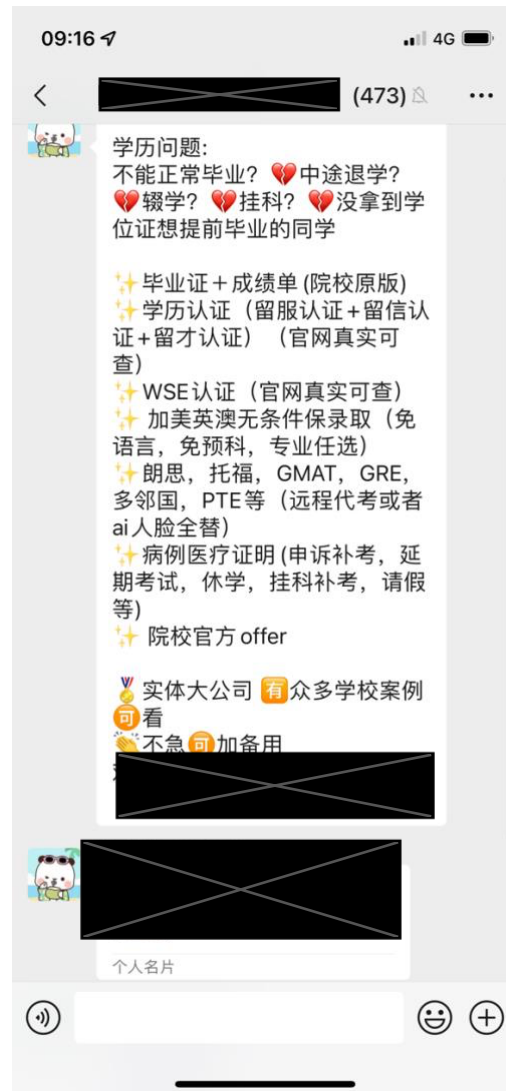 09:16
4G
(473)
学历问题:
不能正常毕业？💔中途退学？
💔辍学？💔挂科？💔没拿到学
位证想提前毕业的同学
✨毕业证＋成绩单(院校原版)
✨学历认证（留服认证+留信认
证+留才认证）（官网真实可
查）
✨WSE认证（官网真实可查）
✨ 加美英澳无条件保录取（免
语言，免预科，专业任选）
✨朗思，托福，GMAT，GRE，
多邻国，PTE等（远程代考或者
ai人脸全替）
✨病例医疗证明(申诉补考，延
期考试，休学，挂科补考，请假
等)
✨ 院校官方offer
🏅实体大公司 🈶众多学校案例
🉑看
👏不急🉑加备用
个人名片